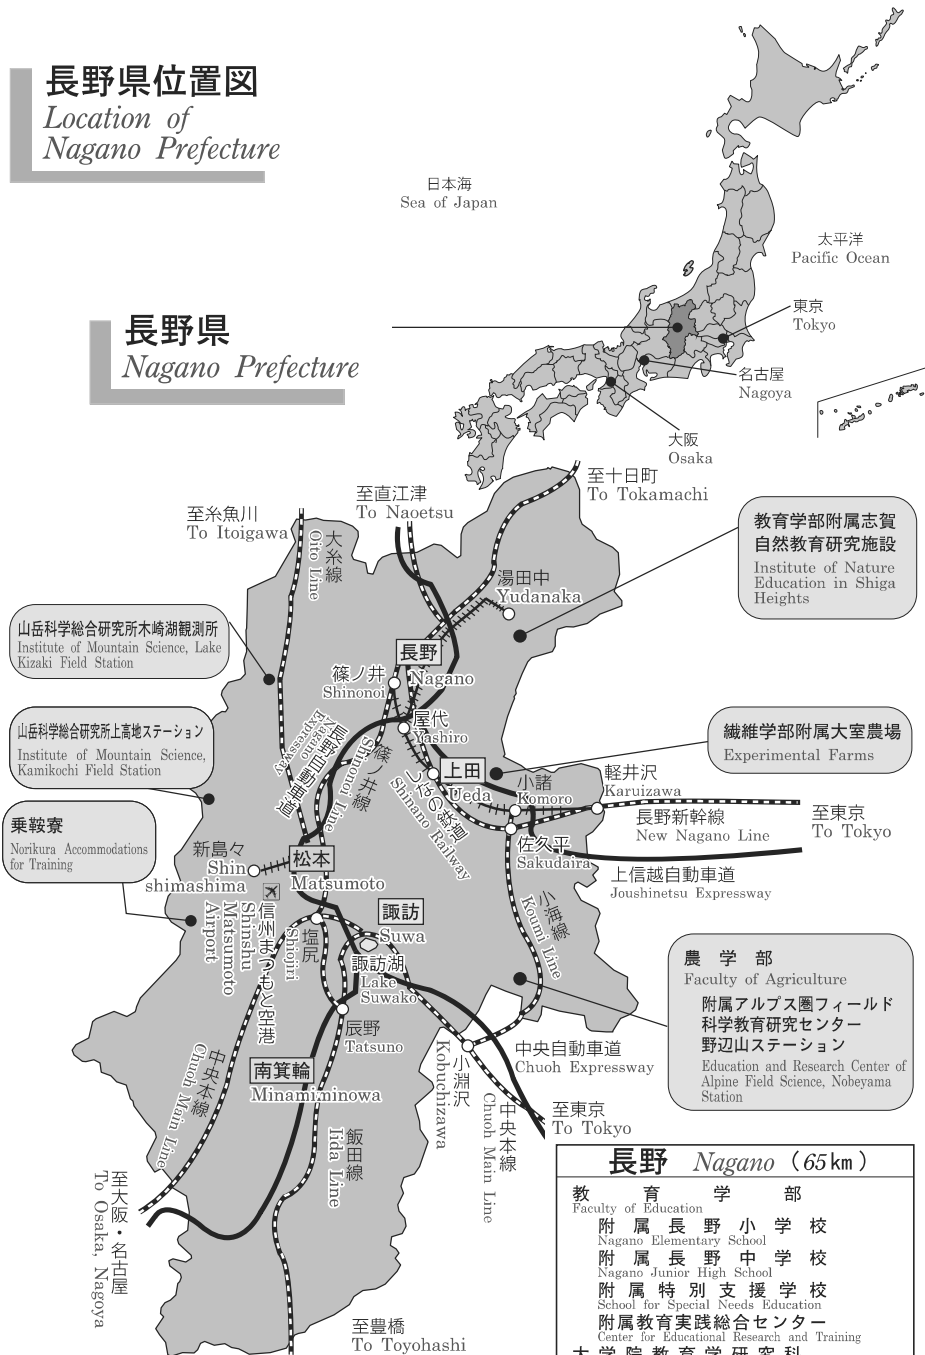 長野県位置図
Location of
Nagano Prefecture
日本海
Sea of Japan
太平洋
Pacific Ocean
東京
Tokyo
名古屋
Nagoya
大阪
Osaka
長野県
Nagano Prefecture
至十日町
To Tokamachi
至直江津
To Naoetsu
至糸魚川
To Itoigawa
大糸線
Oito Line
湯田中
Yudanaka
教育学部附属志賀
自然教育研究施設
Institute of Nature
Education in Shiga
Heights
山岳科学総合研究所木崎湖観測所
Institute of Mountain Science, Lake
Kizaki Field Station
長野
Nagano
篠ノ井
Shinonoi
屋代
Yashiro
山岳科学総合研究所上高地ステーション
Institute of Mountain Science,
Kamikochi Field Station
長野自動車道
Nagano
Expressway
篠ノ井線
Shinonoi Line
しなの鉄道
Shinano Railway
上田
Ueda
繊維学部附属大室農場
Experimental Farms
小諸
Komoro
軽井沢
Karuizawa
長野新幹線
New Nagano Line
至東京
To Tokyo
佐久平
Sakudaira
上信越自動車道
Joushinetsu Expressway
乗鞍寮
Norikura Accommodations
for Training
新島々
Shin
shimashima
松本
Matsumoto
信州まつもと空港
Shinshu
Matsumoto
Airport
塩尻
Shiojiri
諏訪
Suwa
諏訪湖
Lake
Suwako
小海線
Koumi Line
農学部
Faculty of Agriculture
附属アルプス圏フィールド
科学教育研究センター
野辺山ステーション
Education and Research Center of
Alpine Field Science, Nobeyama
Station
辰野
Tatsuno
中央自動車道
Chuoh Expressway
小淵沢
Kobuchizawa
南箕輪
Minamiminowa
中央本線
Chuoh Main Line
中央本線
Chuoh Main Line
至東京
To Tokyo
飯田線
Iida Line
至大阪・名古屋
To Osaka, Nagoya
至豊橋
To Toyohashi
長野 Nagano (65km)
教育学部
Faculty of Education
附属長野小学校
Nagano Elementary School
附属長野中学校
Nagano Junior High School
附属特別支援学校
School for Special Needs Education
附属教育実践総合センター
Center for Educational Research and Training
大学院教育学研究科